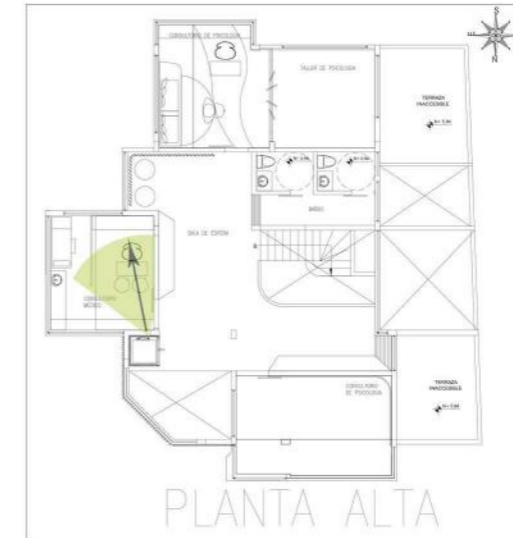 S
N
CONSULTORIO DE PSICOLOGIA
TALLER DE PSICOLOGIA
TERRAZA
INACCESIBLE
BAÑOS
SALA DE ESPERA
CONSULTORIO
MEDICO
CONSULTORIO
DE PSICOLOGIA
TERRAZA
INACCESIBLE
PLANTA ALTA